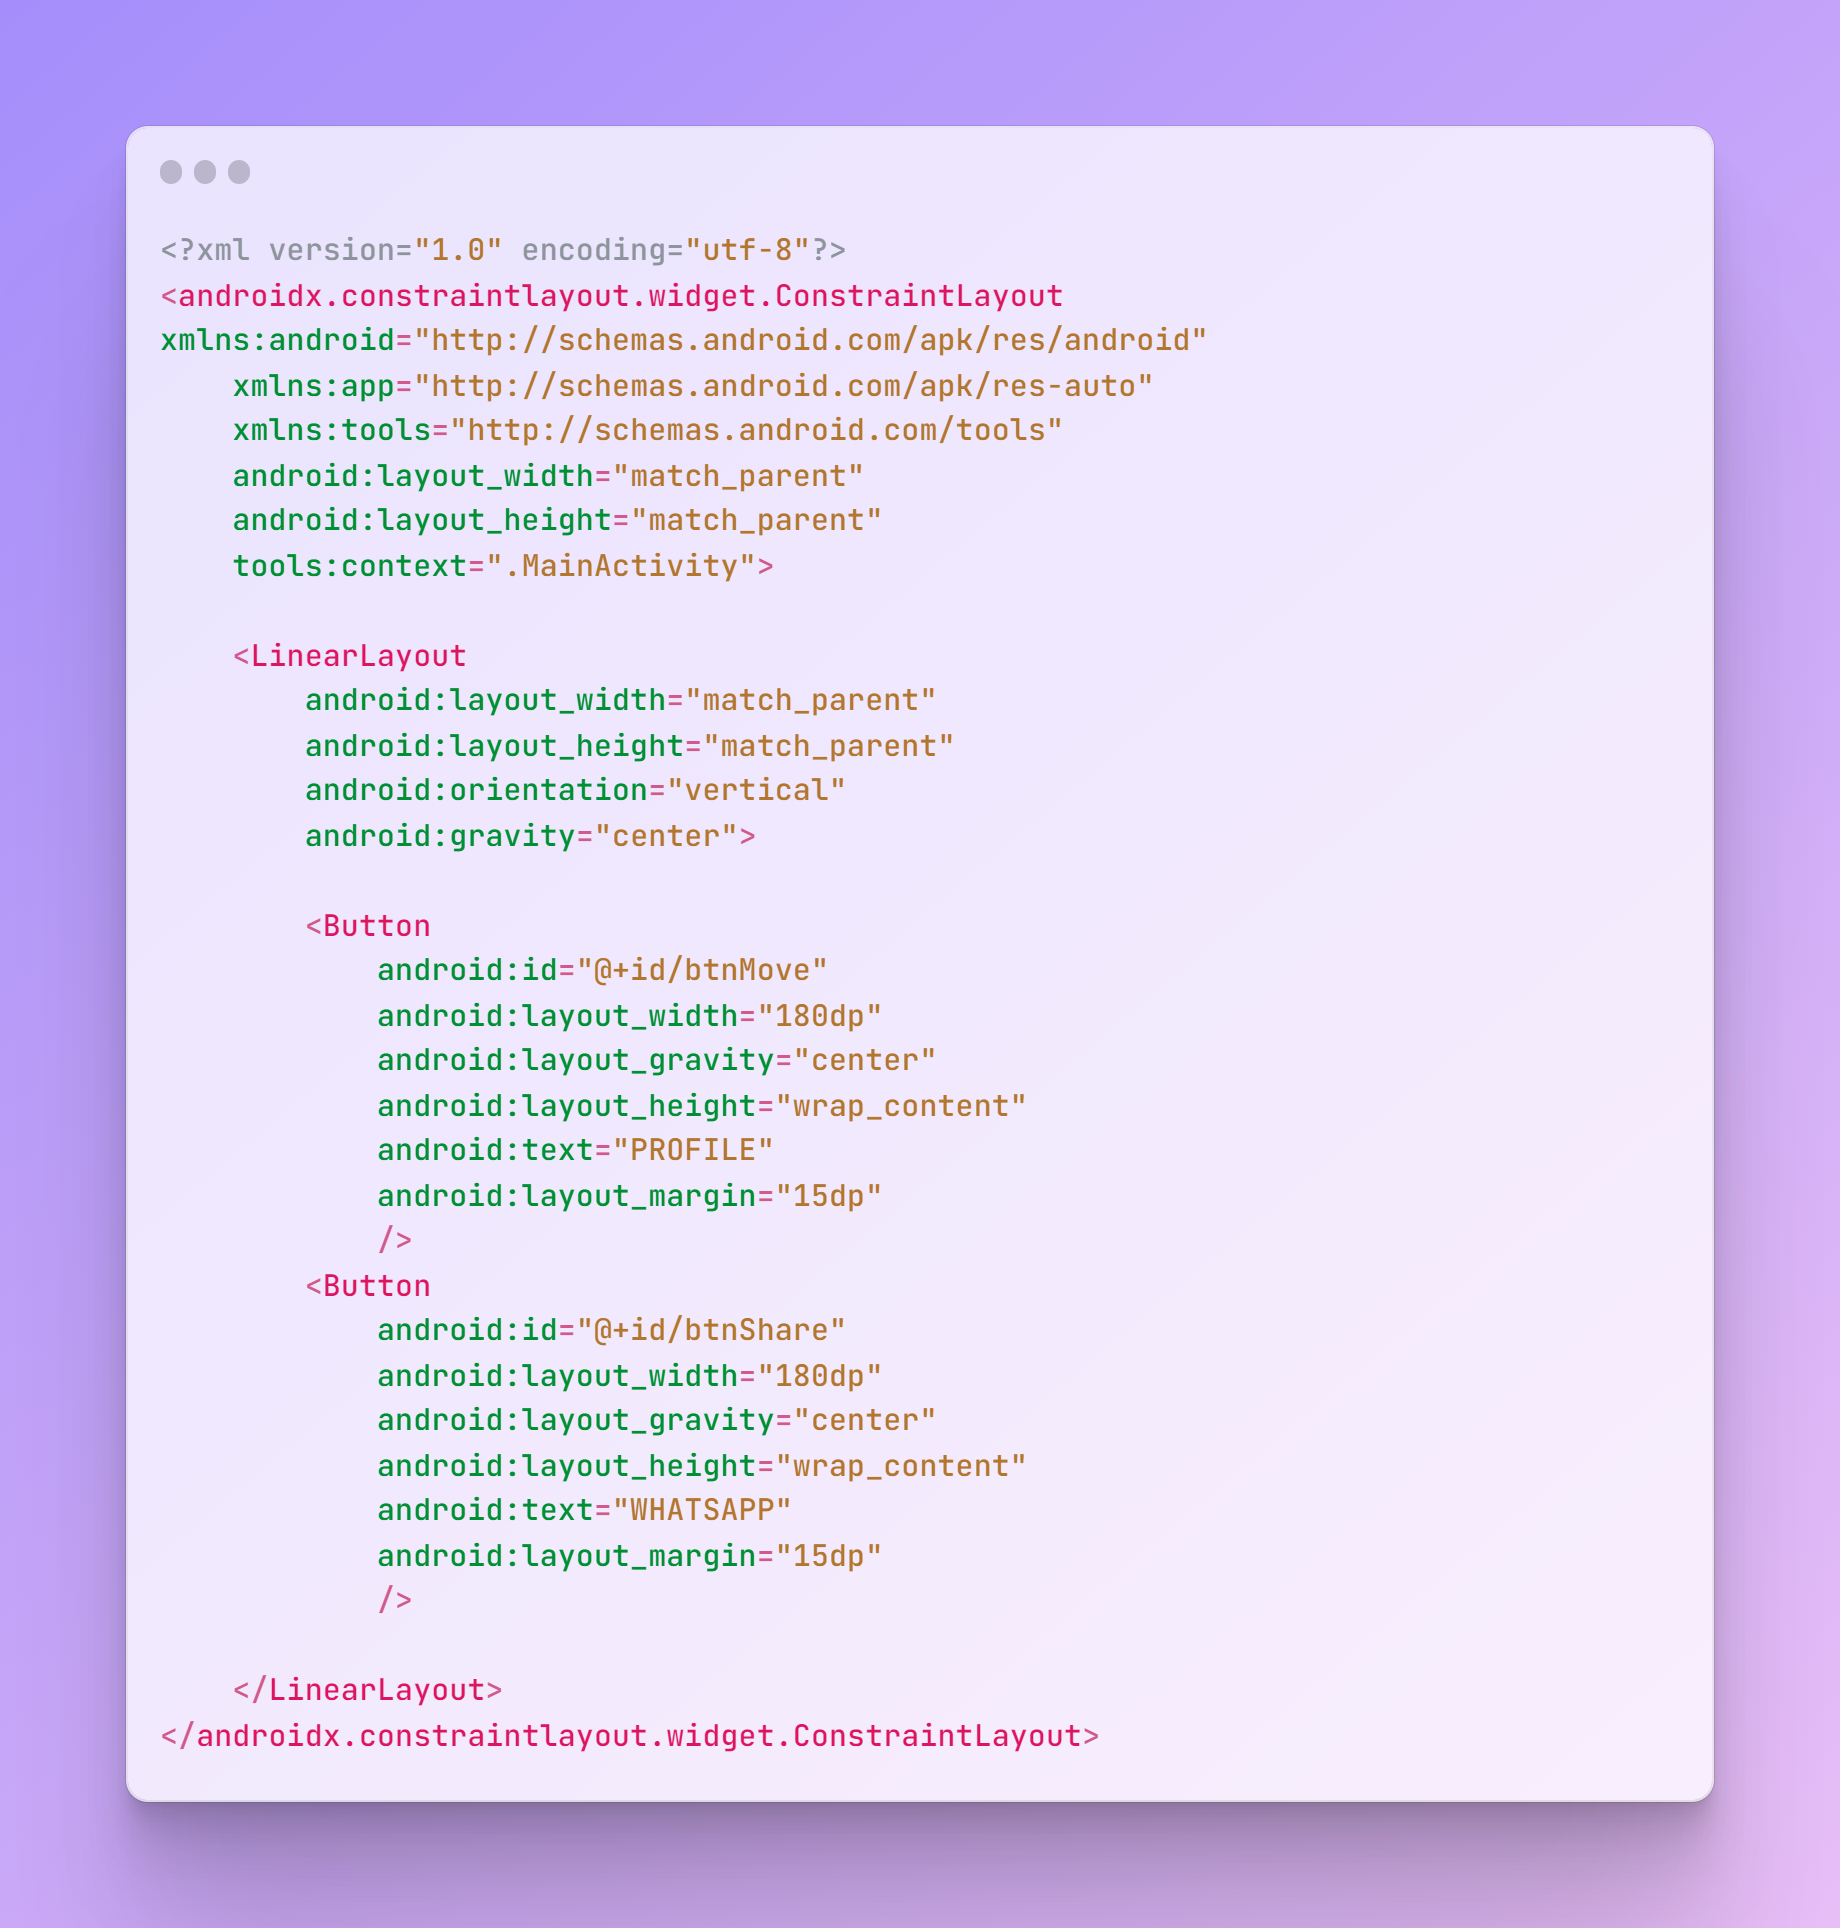 <?xml version="1.0" encoding="utf-8"?>
<androidx.constraintlayout.widget.ConstraintLayout
xmlns:android="http://schemas.android.com/apk/res/android"
    xmlns:app="http://schemas.android.com/apk/res-auto"
    xmlns:tools="http://schemas.android.com/tools"
    android:layout_width="match_parent"
    android:layout_height="match_parent"
    tools:context=".MainActivity">

    <LinearLayout
        android:layout_width="match_parent"
        android:layout_height="match_parent"
        android:orientation="vertical"
        android:gravity="center">

        <Button
            android:id="@+id/btnMove"
            android:layout_width="180dp"
            android:layout_gravity="center"
            android:layout_height="wrap_content"
            android:text="PROFILE"
            android:layout_margin="15dp"
            />
        <Button
            android:id="@+id/btnShare"
            android:layout_width="180dp"
            android:layout_gravity="center"
            android:layout_height="wrap_content"
            android:text="WHATSAPP"
            android:layout_margin="15dp"
            />

    </LinearLayout>
</androidx.constraintlayout.widget.ConstraintLayout>